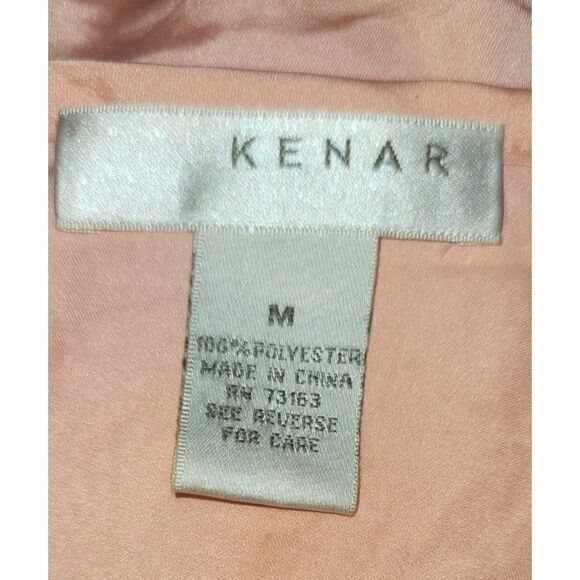 KENAR
M
100% POLYESTER
MADE IN CHINA
RN 73163
SEE REVERSE
FOR CARE